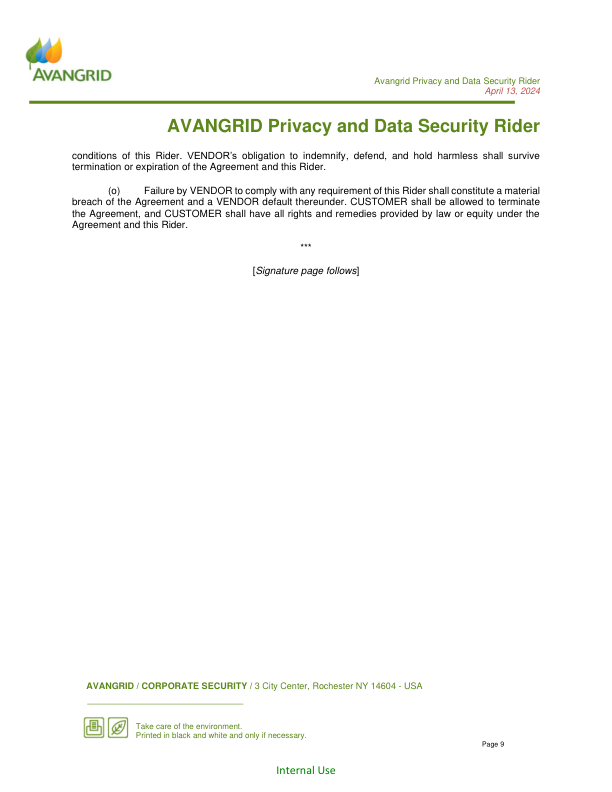 AVANGRID
Avangrid Privacy and Data Security Rider
April 13, 2024
AVANGRID Privacy and Data Security Rider
conditions of this Rider. VENDOR's obligation to indemnify, defend, and hold harmless shall survive
termination or expiration of the Agreement and this Rider.
(o) Failure by VENDOR to comply with any requirement of this Rider shall constitute a material
breach of the Agreement and a VENDOR default thereunder. CUSTOMER shall be allowed to terminate
the Agreement, and CUSTOMER shall have all rights and remedies provided by law or equity under the
Agreement and this Rider.
***
[Signature page follows]
AVANGRID / CORPORATE SECURITY / 3 City Center, Rochester NY 14604 - USA
Take care of the environment.
Printed in black and white and only if necessary.
Page 9
Internal Use